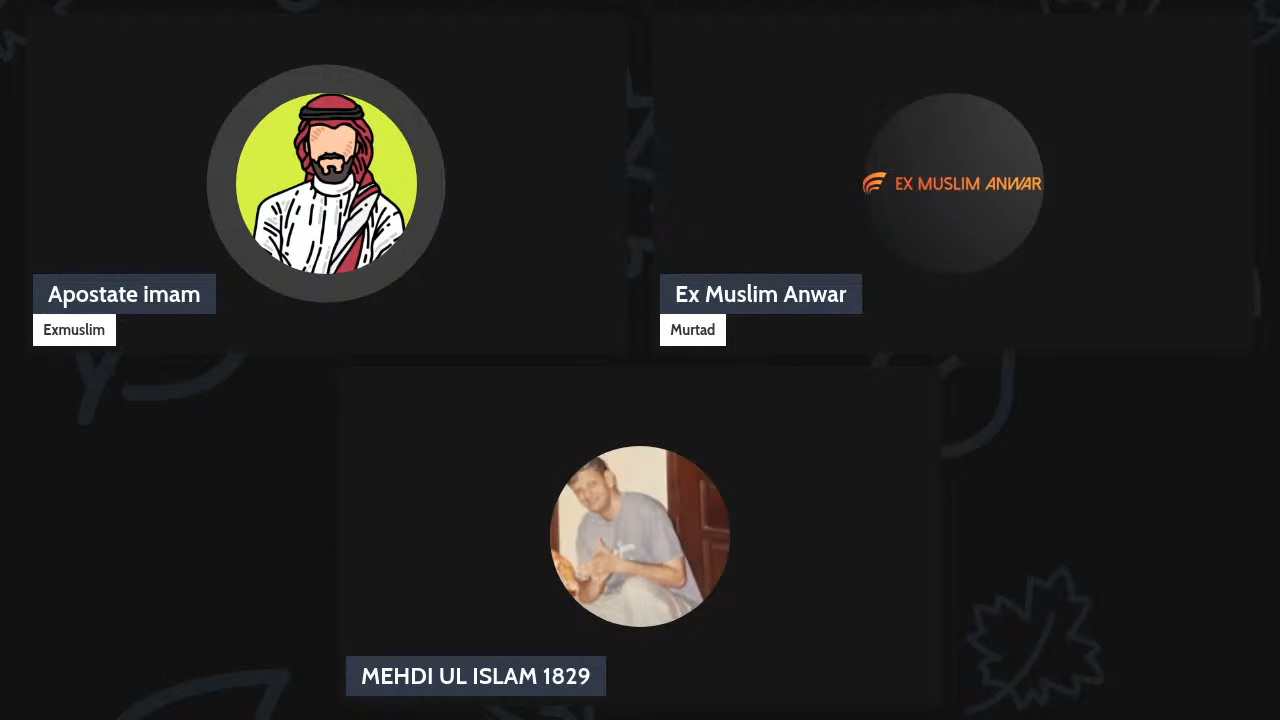 EX MUSLIM ANWAR
Apostate imam
Exmuslim
Ex Muslim Anwar
Murtad
MEHDI UL ISLAM 1829